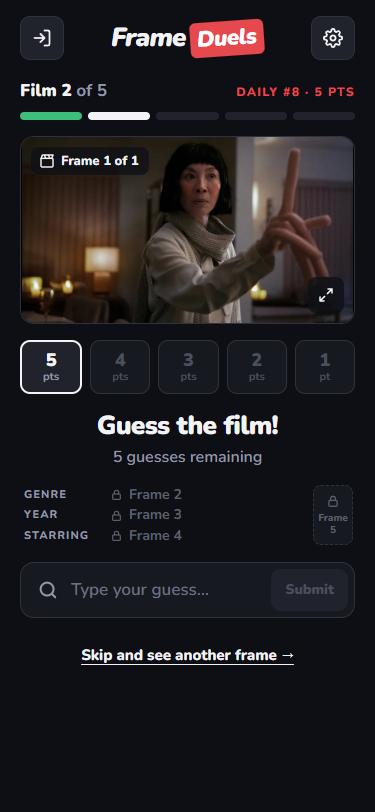 Frame Duels
Film 2 of 5
DAILY #8 · 5 PTS
Frame 1 of 1
5 pts
4 pts
3 pts
2 pts
1 pt
Guess the film!
5 guesses remaining
GENRE Frame 2
YEAR Frame 3
STARRING Frame 4
Frame
5
Type your guess...
Submit
Skip and see another frame →